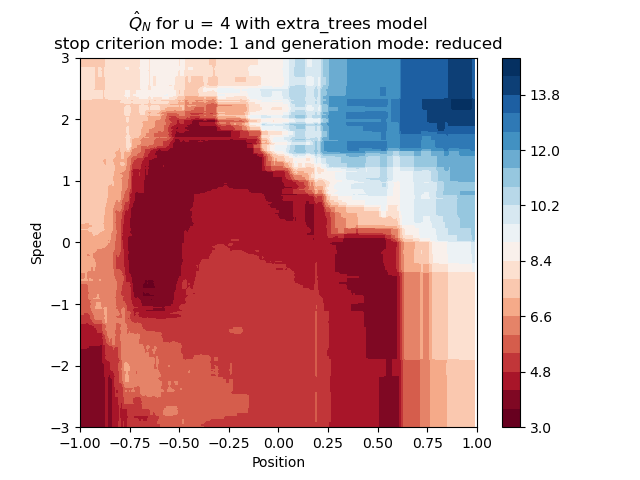 $\hat{Q}_N$ for u = 4 with extra_trees model
stop criterion mode: 1 and generation mode: reduced
3
2
1
0
−1
−2
−3
Speed
−1.00 −0.75 −0.50 −0.25 0.00 0.25 0.50 0.75 1.00
Position
13.8
12.0
10.2
8.4
6.6
4.8
3.0